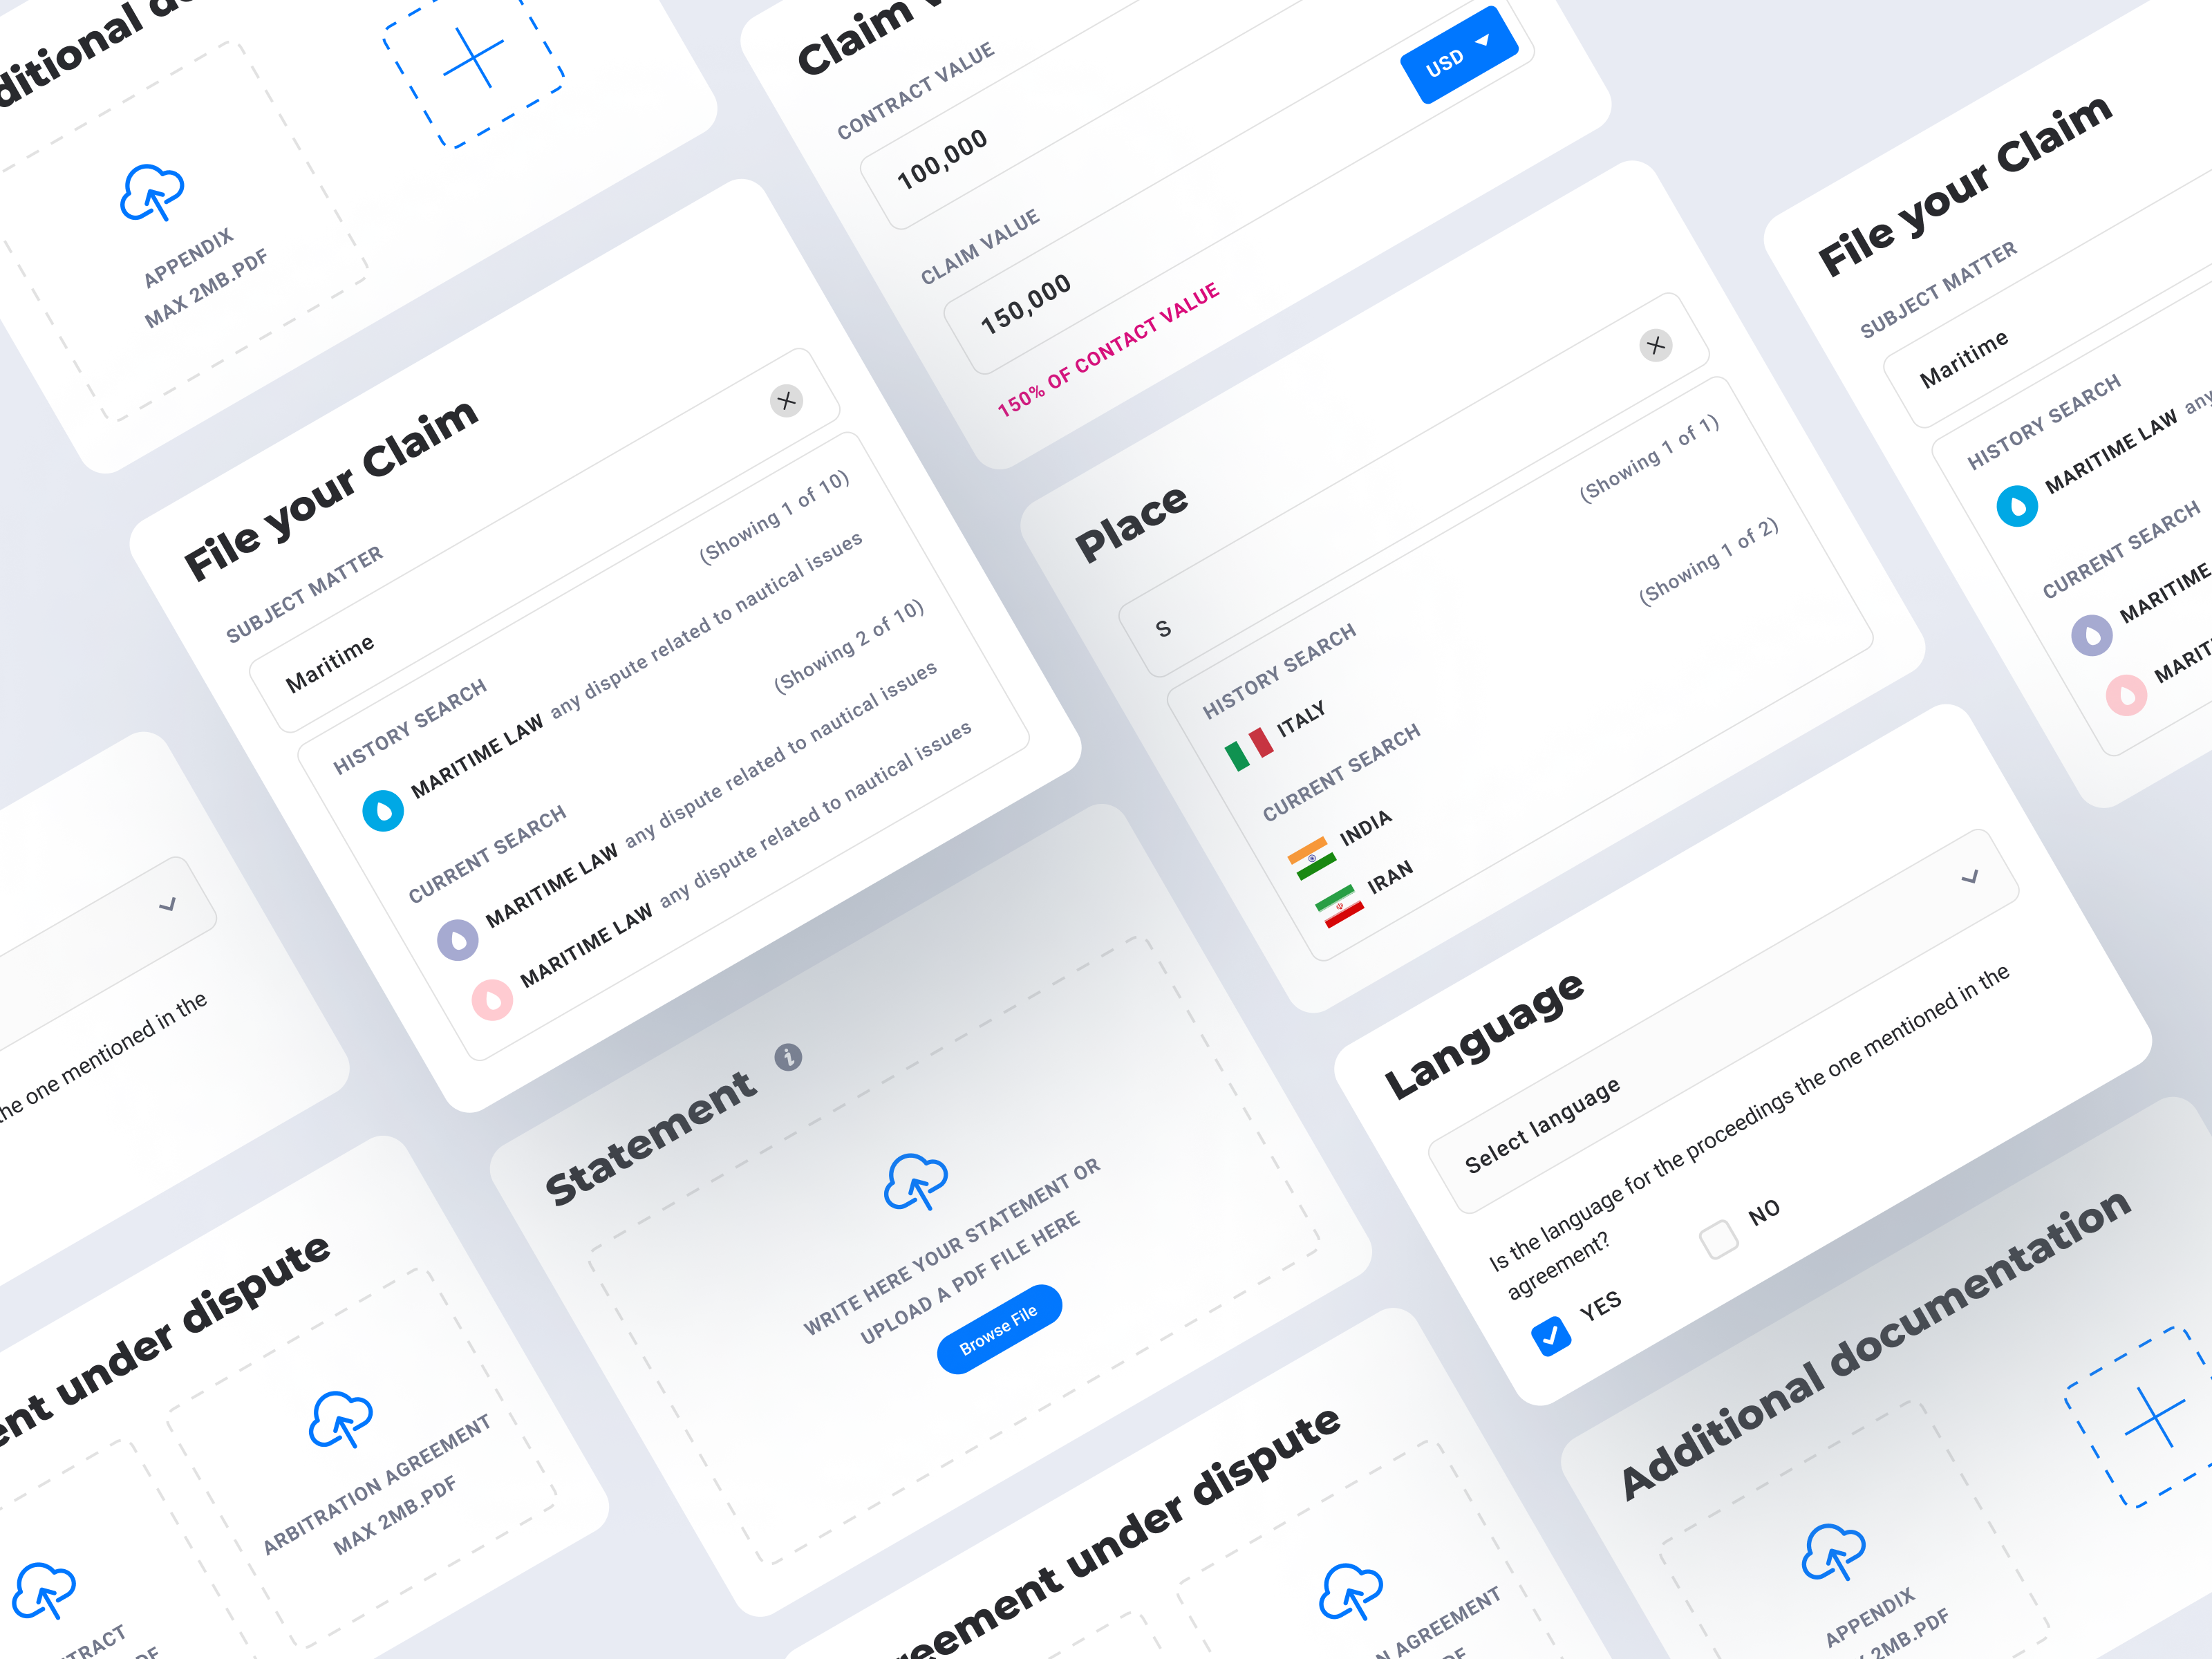 ditional
APPENDIX
MAX 2MB.PDF
Claim
CONTRACT VALUE
100,000
USD
CLAIM VALUE
150,000
150% OF CONTACT VALUE
File your Claim
SUBJECT MATTER
Maritime
HISTORY SEARCH (Showing 1 of 10)
MARITIME LAW any dispute related to nautical issues
CURRENT SEARCH (Showing 2 of 10)
MARITIME LAW any dispute related to nautical issues
MARITIME LAW any dispute related to nautical issues
Place
S
HISTORY SEARCH (Showing 1 of 1)
ITALY
CURRENT SEARCH (Showing 1 of 2)
INDIA
IRAN
File your Claim
SUBJECT MATTER
Maritime
HISTORY SEARCH
MARITIME LAW any
CURRENT SEARCH
MARITIME
MARIT
he one mentioned in the
Statement
WRITE HERE YOUR STATEMENT OR
UPLOAD A PDF FILE HERE
Browse File
Language
Select language
Is the language for the proceedings the one mentioned in the
agreement?
YES NO
ent under dispute
TRACT
DF
ARBITRATION AGREEMENT
MAX 2MB.PDF
reement under dispute
N AGREEMENT
DF
Additional documentation
APPENDIX
2MB.PDF